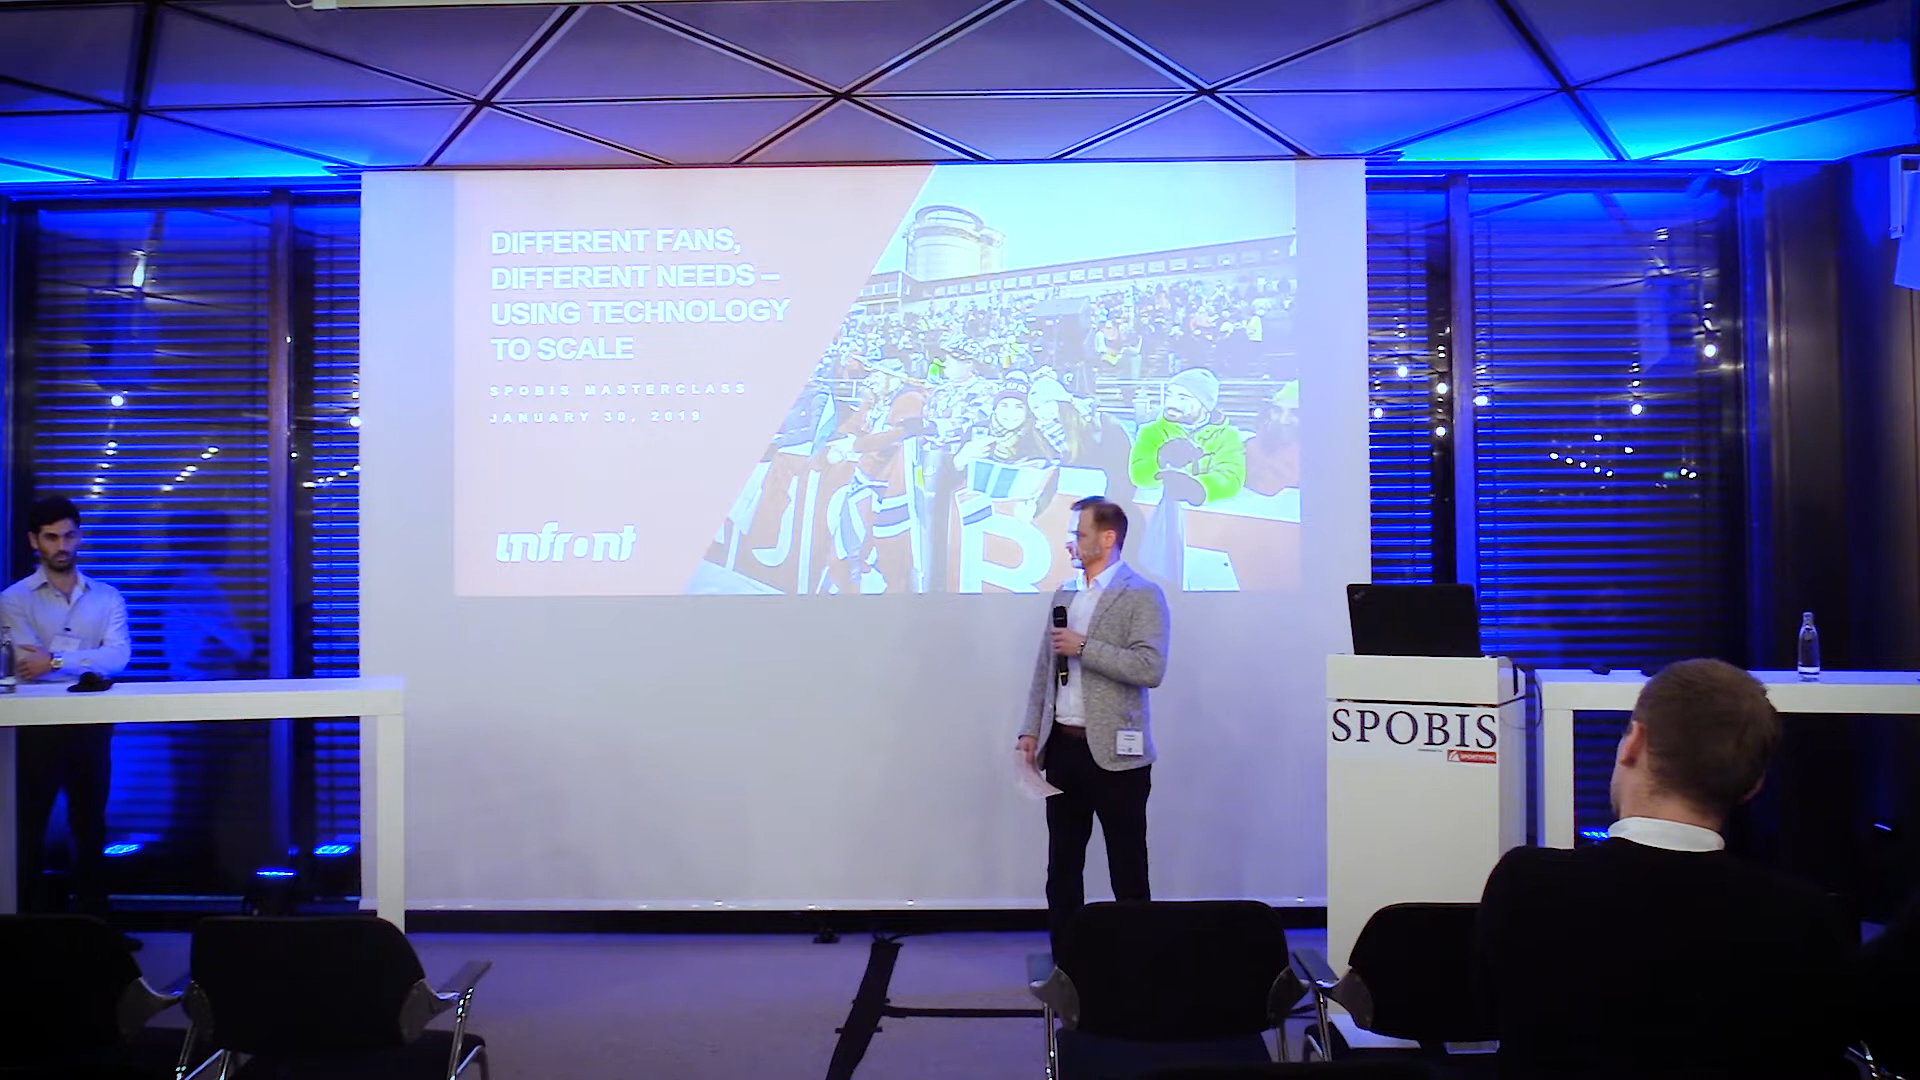 DIFFERENT FANS,
DIFFERENT NEEDS –
USING TECHNOLOGY
TO SCALE
SPOBIS MASTERCLASS
JANUARY 30, 2019
infront
SPOBIS